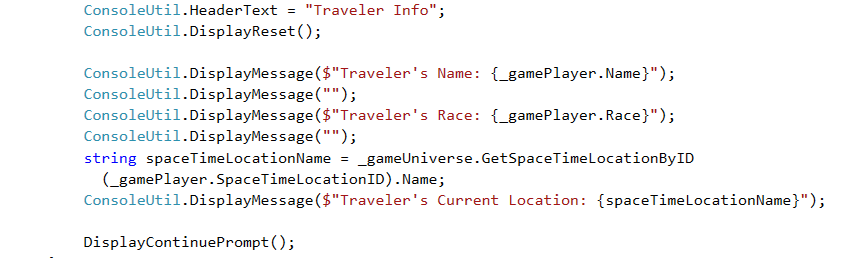 ConsoleUtil.HeaderText = "Traveler Info";
ConsoleUtil.DisplayReset();
ConsoleUtil.DisplayMessage($"Traveler's Name: {_gamePlayer.Name}");
ConsoleUtil.DisplayMessage("");
ConsoleUtil.DisplayMessage($"Traveler's Race: {_gamePlayer.Race}");
ConsoleUtil.DisplayMessage("");
string spaceTimeLocationName = _gameUniverse.GetSpaceTimeLocationByID
(_gamePlayer.SpaceTimeLocationID).Name;
ConsoleUtil.DisplayMessage($"Traveler's Current Location: {spaceTimeLocationName}");
DisplayContinuePrompt();